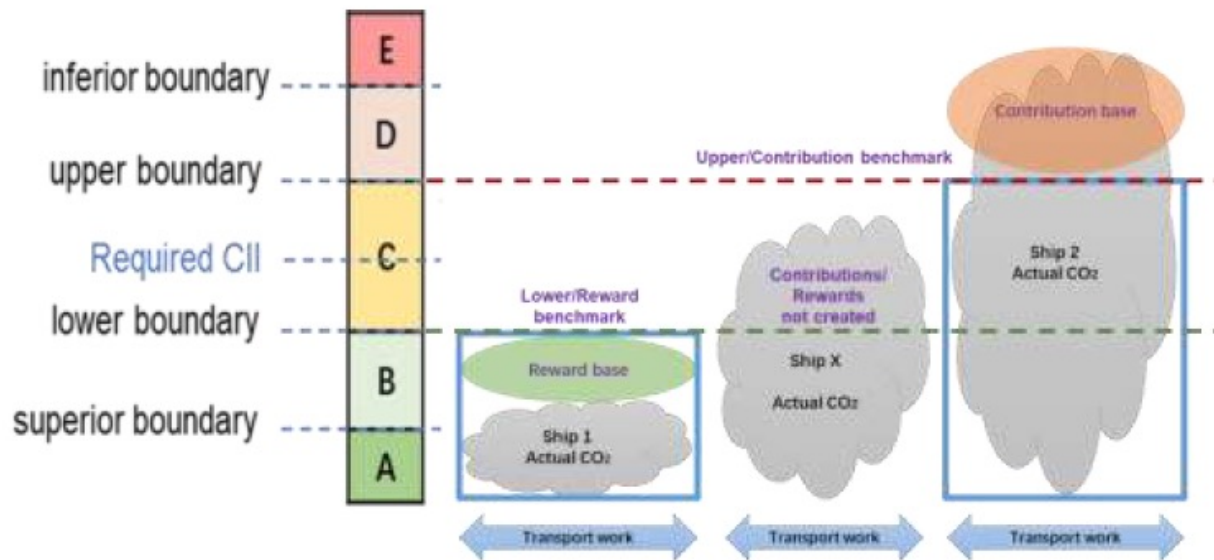 E
inferior boundary
D
Contribution base
Upper/Contribution benchmark
upper boundary
Ship 2
Actual CO₂
Required CII
C
Contributions/
Rewards
not created
Lower/Reward
benchmark
lower boundary
Ship X
Reward base
B
Actual CO₂
superior boundary
Ship 1
Actual CO₂
A
Transport work
Transport work
Transport work